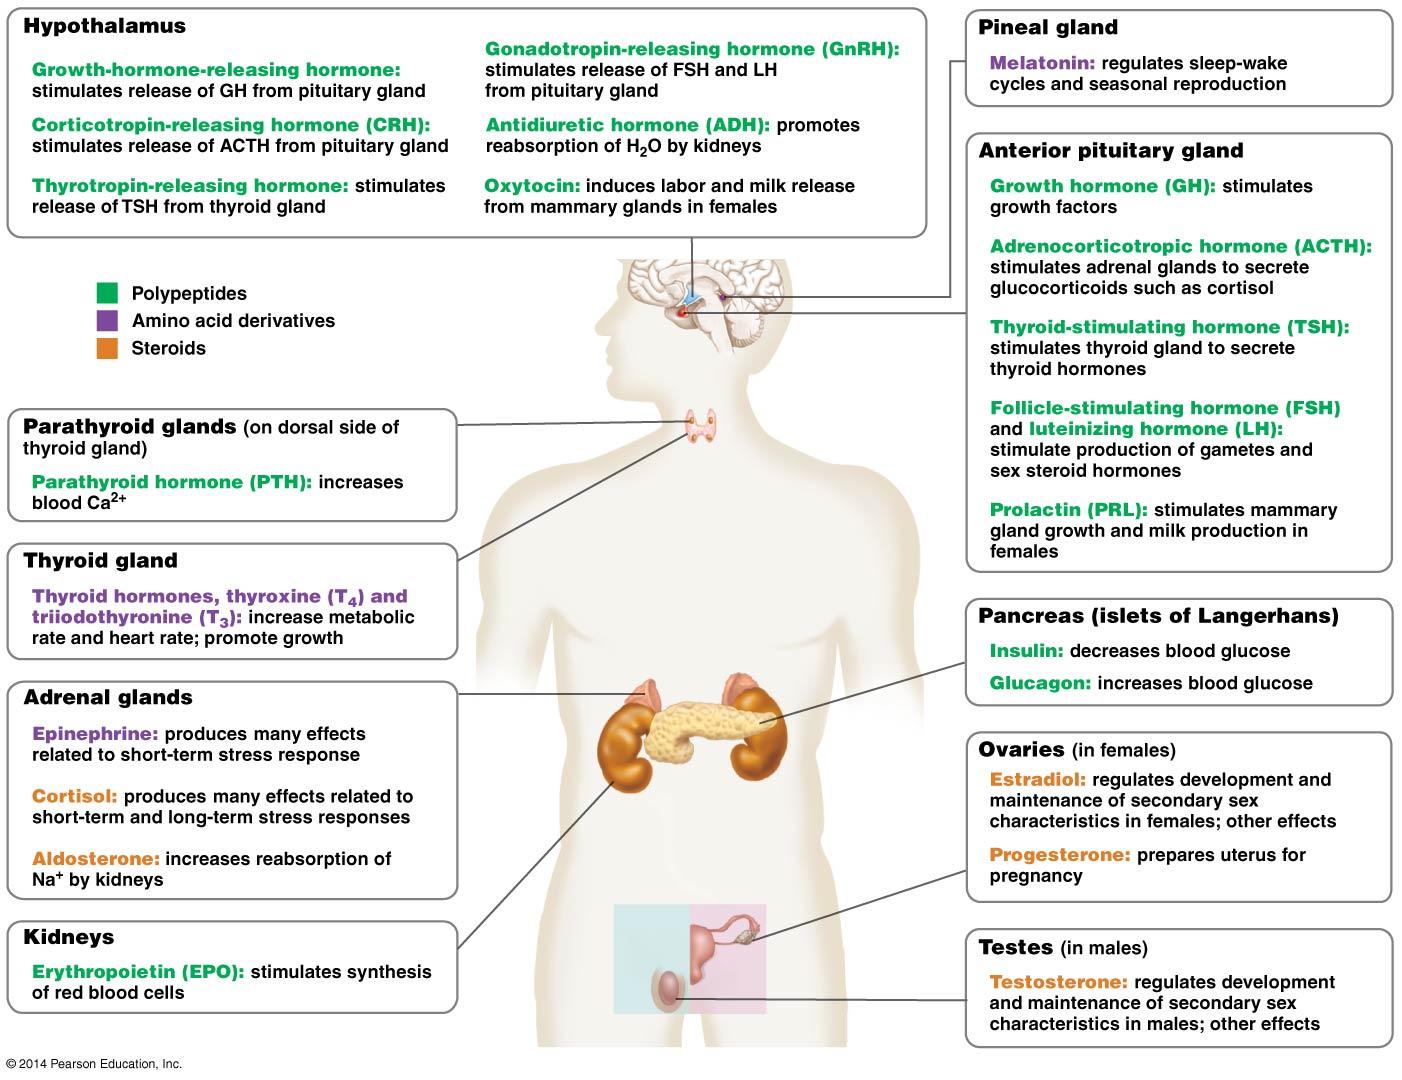 Hypothalamus
Growth-hormone-releasing hormone:
stimulates release of GH from pituitary gland
Corticotropin-releasing hormone (CRH):
stimulates release of ACTH from pituitary gland
Thyrotropin-releasing hormone: stimulates
release of TSH from thyroid gland
Gonadotropin-releasing hormone (GnRH):
stimulates release of FSH and LH
from pituitary gland
Antidiuretic hormone (ADH): promotes
reabsorption of H₂O by kidneys
Oxytocin: induces labor and milk release
from mammary glands in females
Pineal gland
Melatonin: regulates sleep-wake
cycles and seasonal reproduction
Anterior pituitary gland
Growth hormone (GH): stimulates
growth factors
Adrenocorticotropic hormone (ACTH):
stimulates adrenal glands to secrete
glucocorticoids such as cortisol
Thyroid-stimulating hormone (TSH):
stimulates thyroid gland to secrete
thyroid hormones
Follicle-stimulating hormone (FSH)
and luteinizing hormone (LH):
stimulate production of gametes and
sex steroid hormones
Prolactin (PRL): stimulates mammary
gland growth and milk production in
females
Polypeptides
Amino acid derivatives
Steroids
Parathyroid glands (on dorsal side of
thyroid gland)
Parathyroid hormone (PTH): increases
blood Ca²⁺
Thyroid gland
Thyroid hormones, thyroxine (T₄) and
triiodothyronine (T₃): increase metabolic
rate and heart rate; promote growth
Adrenal glands
Epinephrine: produces many effects
related to short-term stress response
Cortisol: produces many effects related to
short-term and long-term stress responses
Aldosterone: increases reabsorption of
Na⁺ by kidneys
Kidneys
Erythropoietin (EPO): stimulates synthesis
of red blood cells
Pancreas (islets of Langerhans)
Insulin: decreases blood glucose
Glucagon: increases blood glucose
Ovaries (in females)
Estradiol: regulates development and
maintenance of secondary sex
characteristics in females; other effects
Progesterone: prepares uterus for
pregnancy
Testes (in males)
Testosterone: regulates development
and maintenance of secondary sex
characteristics in males; other effects
© 2014 Pearson Education, Inc.